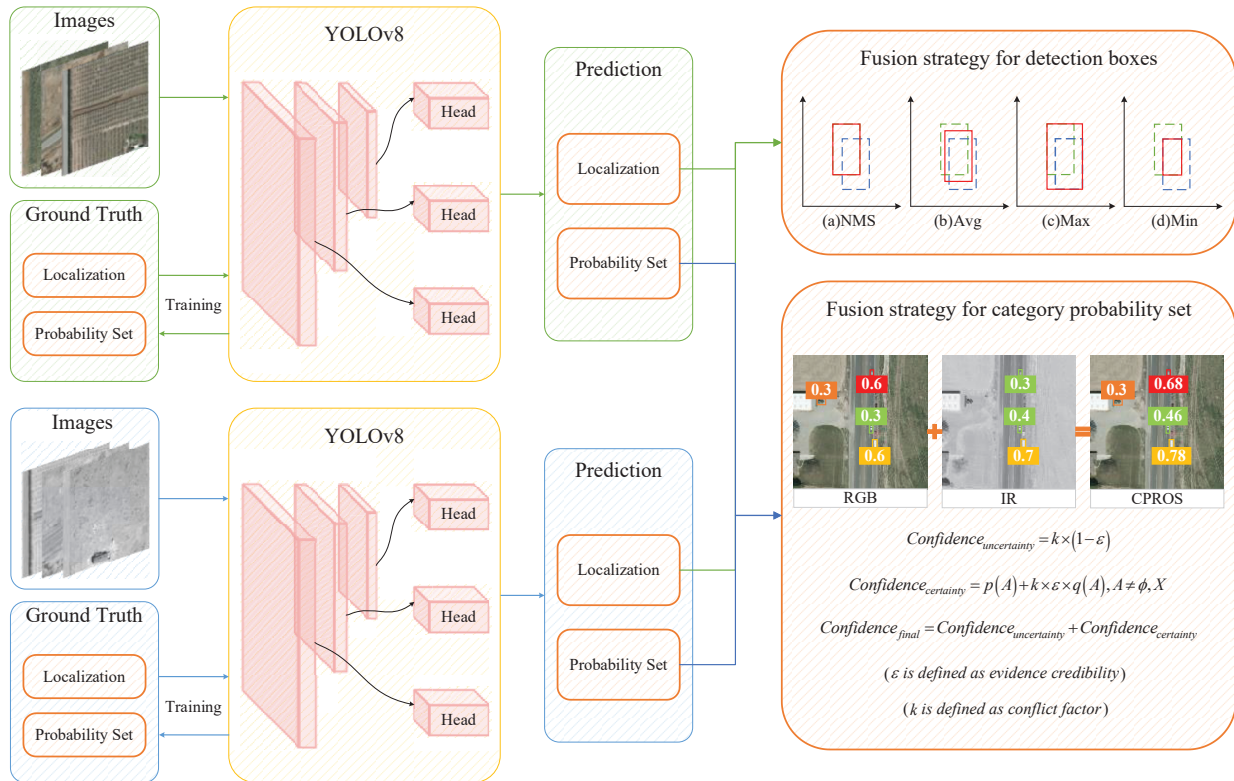 Images
Ground Truth
Localization
Probability Set
Training
YOLOv8
Head
Head
Head
Prediction
Localization
Probability Set
Images
Ground Truth
Localization
Probability Set
Training
YOLOv8
Head
Head
Head
Prediction
Localization
Probability Set
Fusion strategy for detection boxes
(a)NMS
(b)Avg
(c)Max
(d)Min
Fusion strategy for category probability set
0.3
0.6
0.3
0.6
RGB
+
0.3
0.4
0.7
IR
=
0.3
0.68
0.46
0.78
CPROS
Confidence_uncertainty = k×(1−ε)
Confidence_certainty = p(A)+k×ε×q(A), A≠ϕ, X
Confidence_final = Confidence_uncertainty + Confidence_certainty
(ε is defined as evidence credibility)
(k is defined as conflict factor)